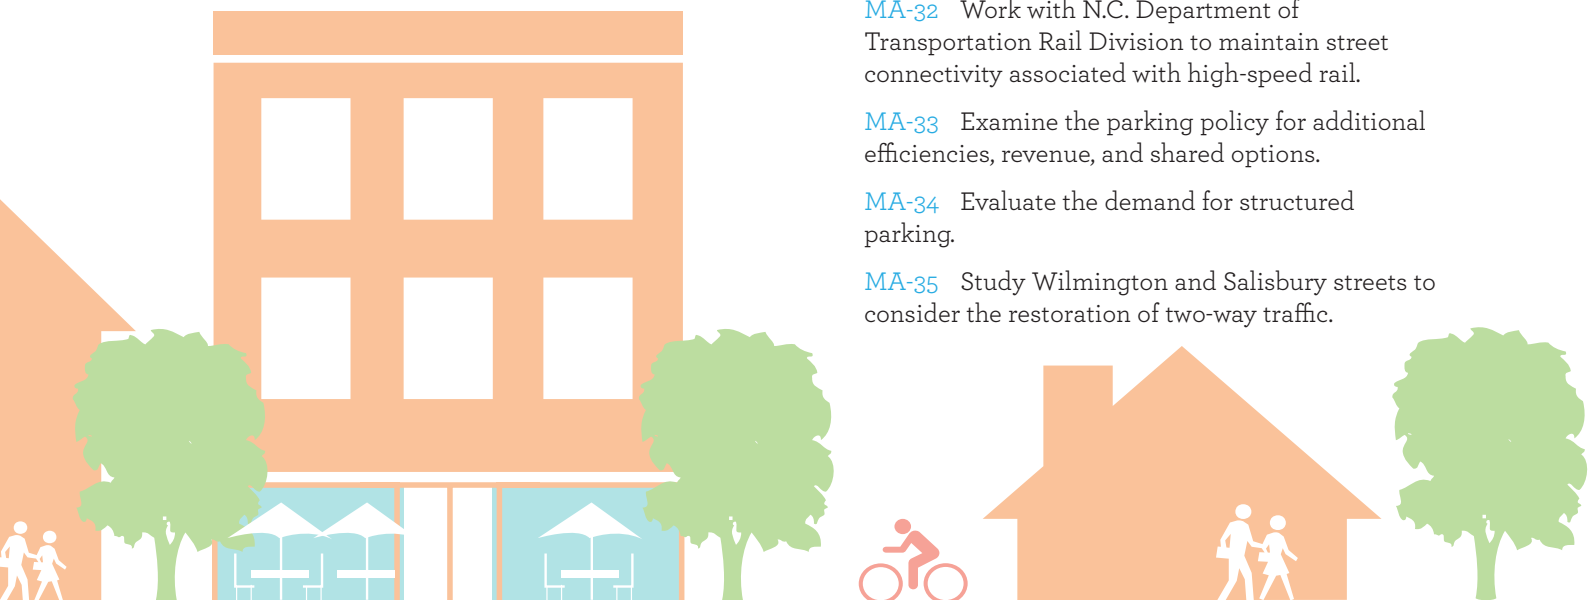 MA-32 Work with N.C. Department of
Transportation Rail Division to maintain street
connectivity associated with high-speed rail.
MA-33 Examine the parking policy for additional
efficiencies, revenue, and shared options.
MA-34 Evaluate the demand for structured
parking.
MA-35 Study Wilmington and Salisbury streets to
consider the restoration of two-way traffic.